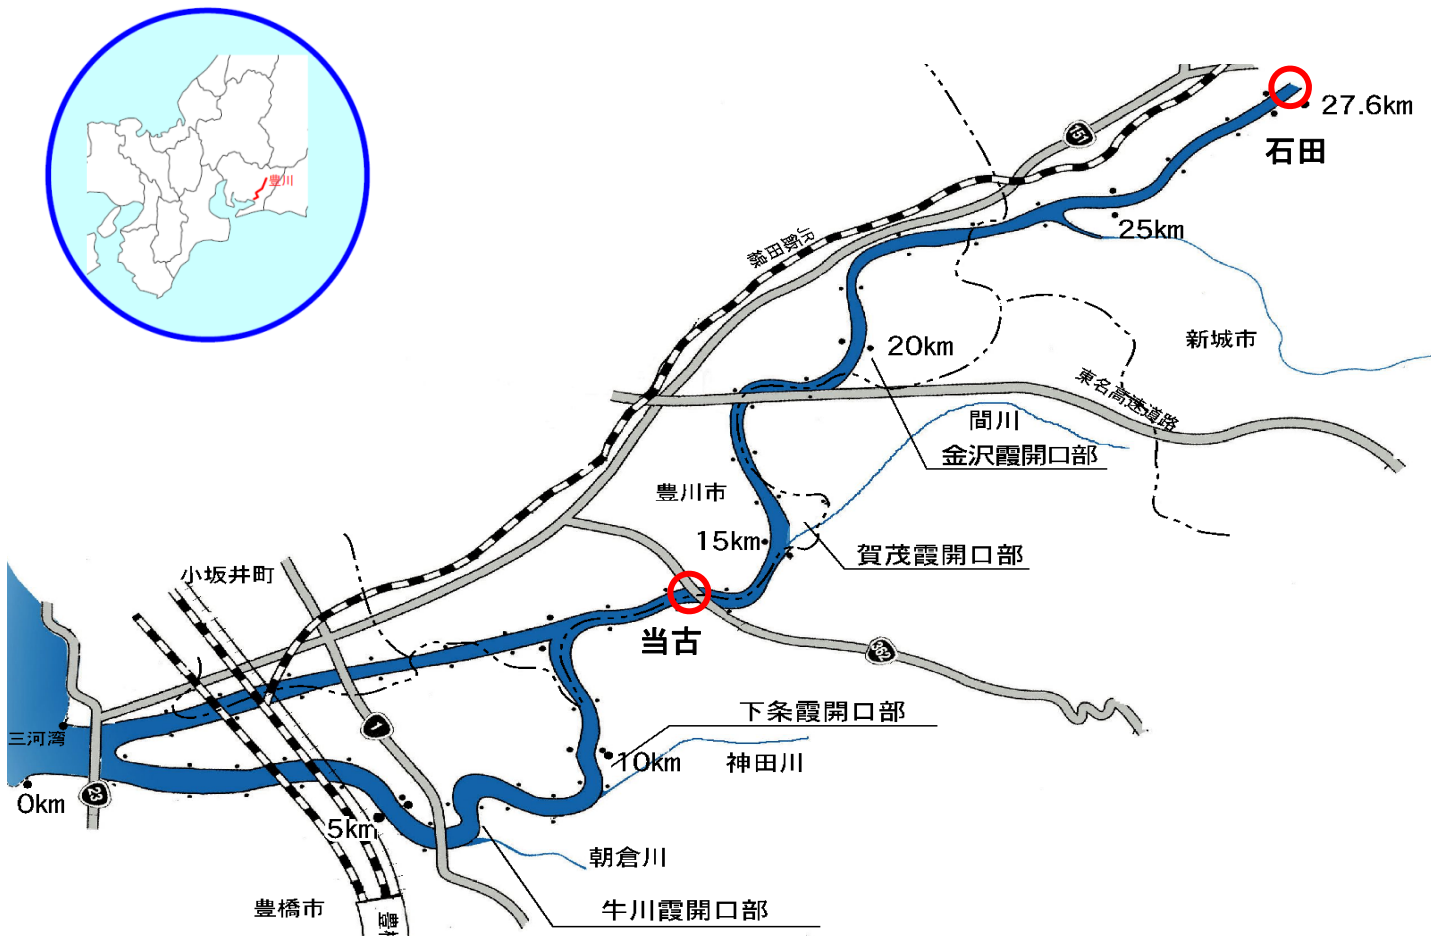 豊川
27.6km
石田
151
25km
JR飯田線
新城市
20km
東名高速道路
間川
金沢霞開口部
豊川市
15km
賀茂霞開口部
小坂井町
当古
362
下条霞開口部
1
三河湾
10km
神田川
0km
23
5km
朝倉川
豊橋市
牛川霞開口部